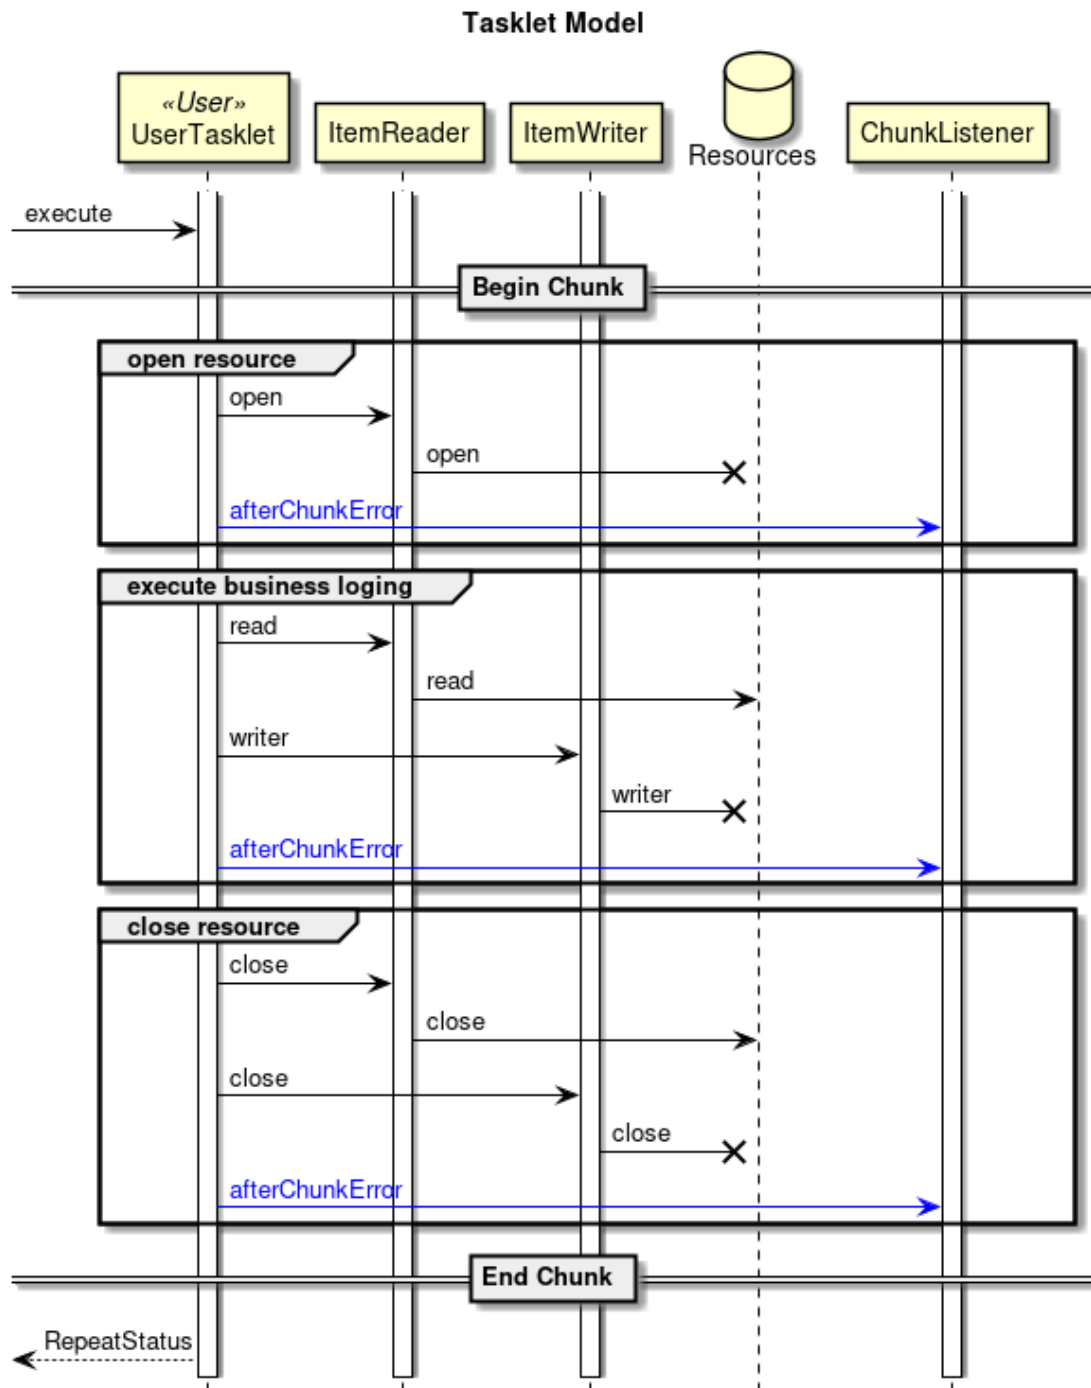 Tasklet Model
«User»
UserTasklet
ItemReader
ItemWriter
Resources
ChunkListener
execute
Begin Chunk
open resource
open
open
afterChunkError
execute business loging
read
read
writer
writer
afterChunkError
close resource
close
close
close
close
afterChunkError
End Chunk
RepeatStatus